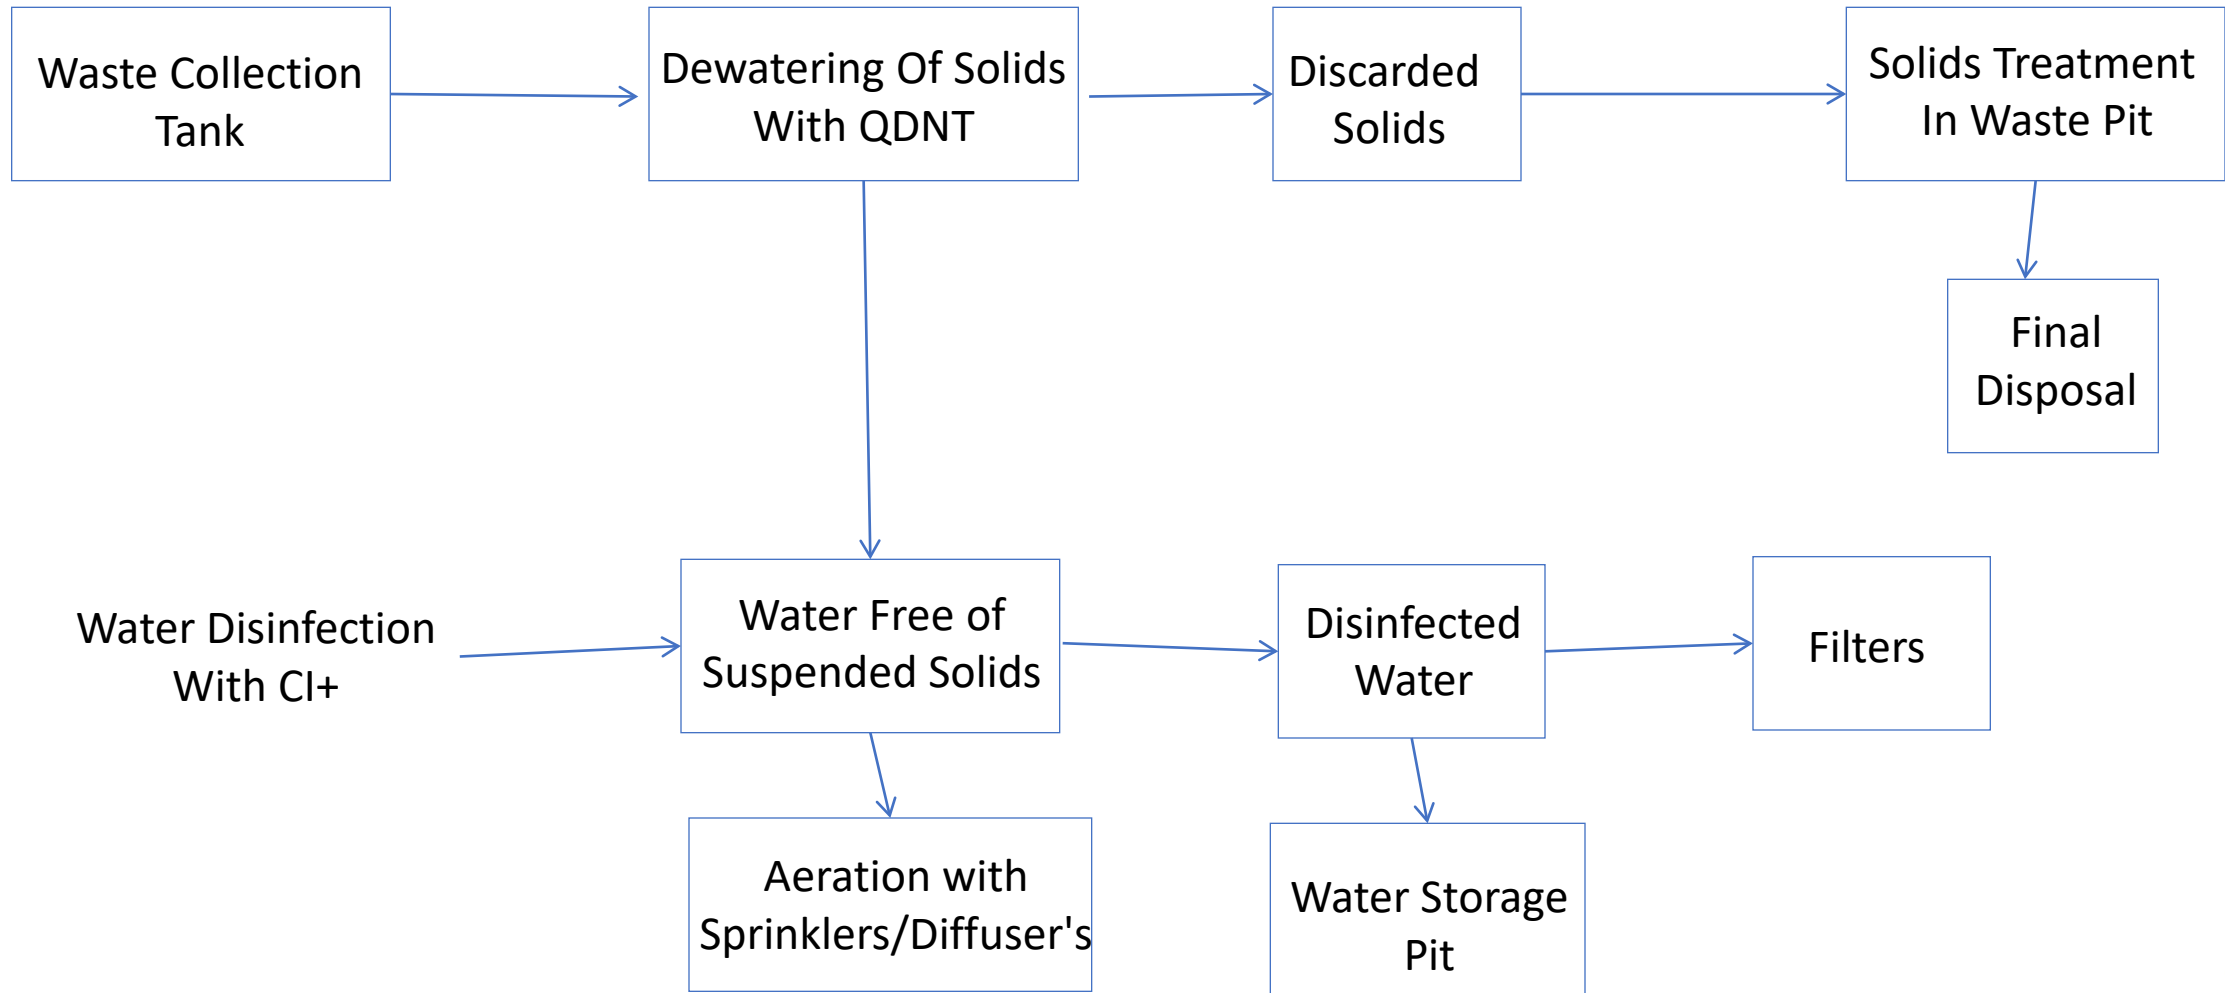 Waste Collection
Tank
Dewatering Of Solids
With QDNT
Discarded
Solids
Solids Treatment
In Waste Pit
Final
Disposal
Water Disinfection
With Cl+
Water Free of
Suspended Solids
Disinfected
Water
Filters
Aeration with
Sprinklers/Diffuser's
Water Storage
Pit